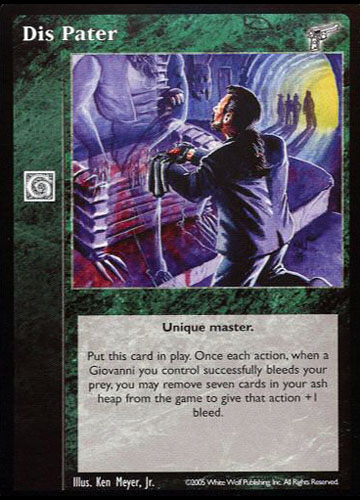 Dis Pater
Unique master.
Put this card in play. Once each action, when a
Giovanni you control successfully bleeds your
prey, you may remove seven cards in your ash
heap from the game to give that action +1
bleed.
Illus. Ken Meyer, Jr.
©2005 White Wolf Publishing, Inc. All Rights Reserved.